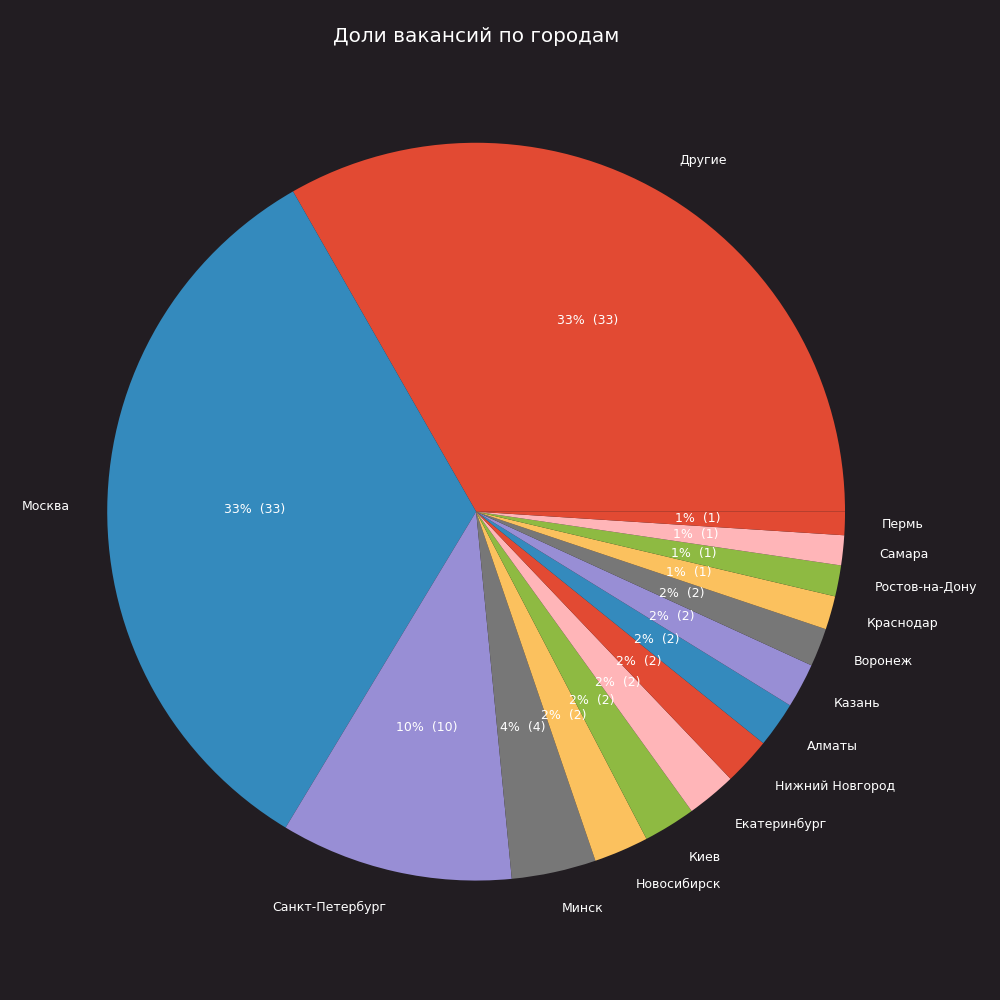 Доли вакансий по городам
Другие
33%  (33)
Москва
33%  (33)
1%  (1)
Пермь
1%  (1)
Самара
1%  (1)
Ростов-на-Дону
1%  (1)
Краснодар
2%  (2)
Воронеж
2%  (2)
Казань
2%  (2)
Алматы
2%  (2)
Нижний Новгород
2%  (2)
Екатеринбург
2%  (2)
Киев
2%  (2)
Новосибирск
4%  (4)
Минск
10%  (10)
Санкт-Петербург